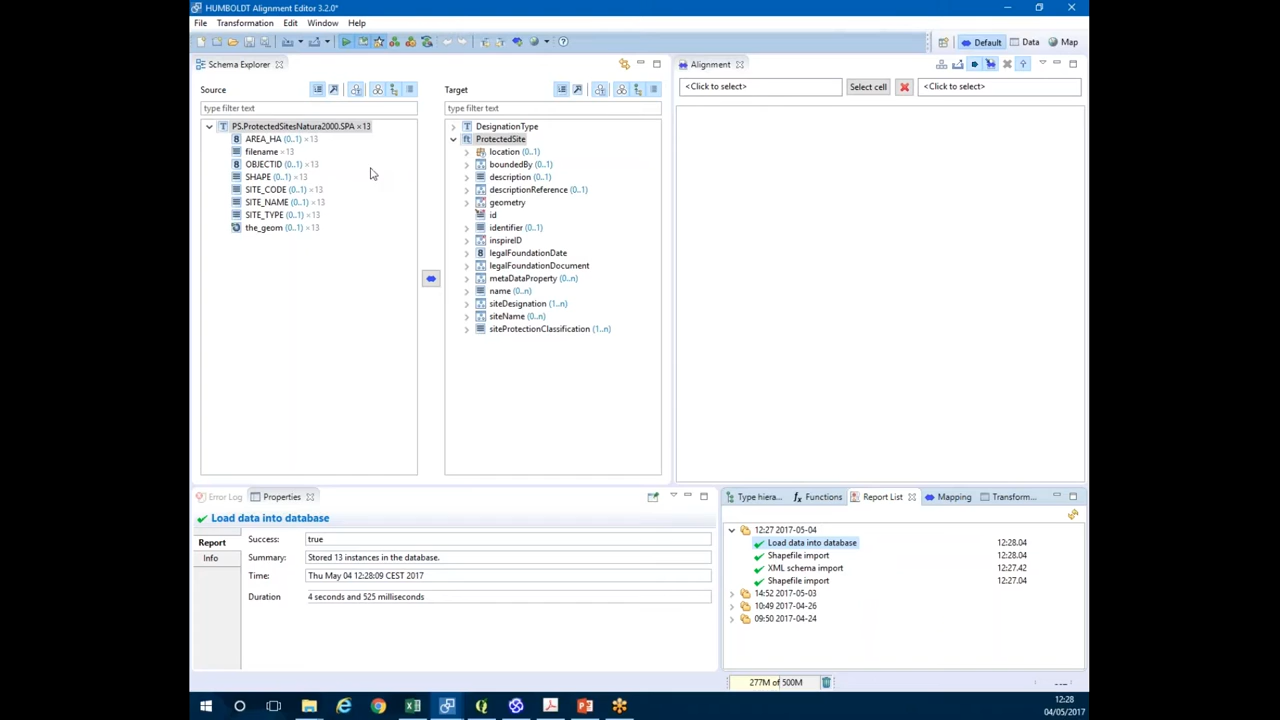 HUMBOLDT Alignment Editor 3.2.0*
File Transformation Edit Window Help
Default Data Map
Schema Explorer
Source
type filter text
PS.ProtectedSitesNatura2000.SPA ×13
AREA_HA (0..1) ×13
filename ×13
OBJECTID (0..1) ×13
SHAPE (0..1) ×13
SITE_CODE (0..1) ×13
SITE_NAME (0..1) ×13
SITE_TYPE (0..1) ×13
the_geom (0..1) ×13
Target
type filter text
DesignationType
ProtectedSite
location (0..1)
boundedBy (0..1)
description (0..1)
descriptionReference (0..1)
geometry
id
identifier (0..1)
inspireID
legalFoundationDate
legalFoundationDocument
metaDataProperty (0..n)
name (0..n)
siteDesignation (1..n)
siteName (0..n)
siteProtectionClassification (1..n)
Alignment
<Click to select> Select cell <Click to select>
Error Log Properties
Load data into database
Report
Info
Success: true
Summary: Stored 13 instances in the database.
Time: Thu May 04 12:28:09 CEST 2017
Duration 4 seconds and 525 milliseconds
Type hiera... Functions Report List Mapping Transform...
12:27 2017-05-04
Load data into database 12:28.04
Shapefile import 12:28.04
XML schema import 12:27.42
Shapefile import 12:27.04
14:52 2017-05-03
10:49 2017-04-26
09:50 2017-04-24
277M of 500M
12:28
04/05/2017